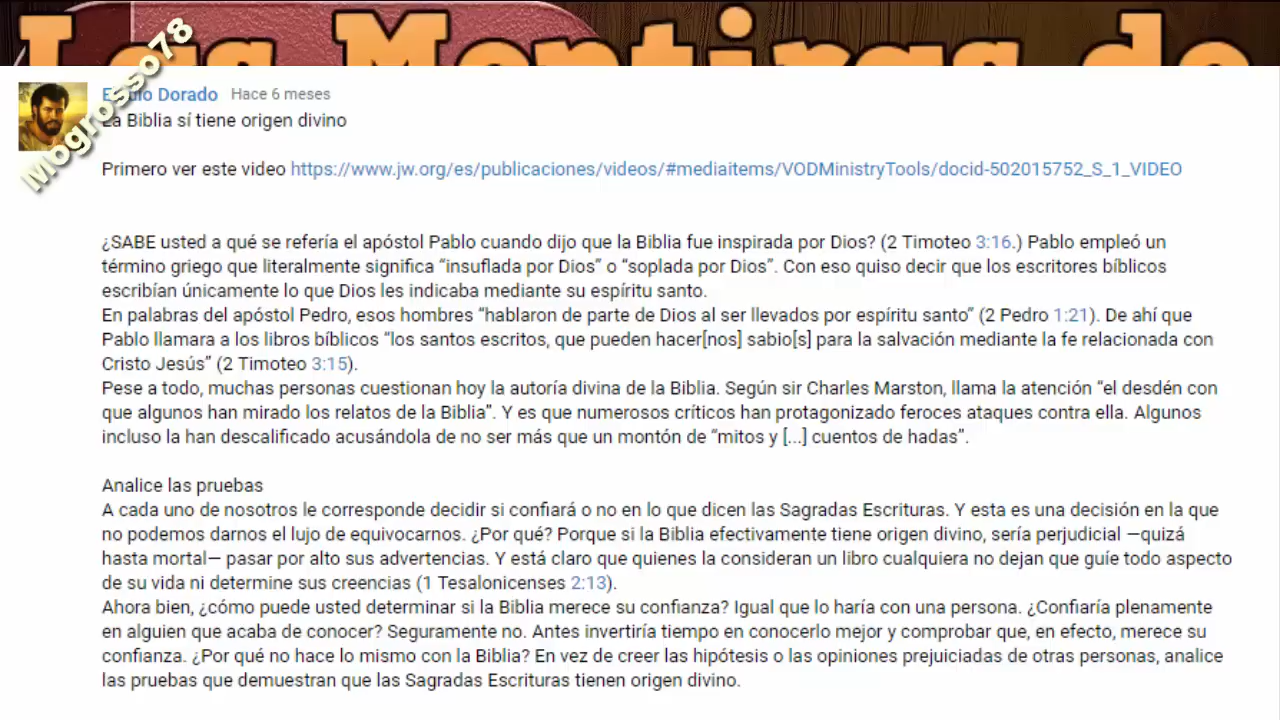 Las Mentiras de
Mogrosso78
Dorado Hace 6 meses
La Biblia sí tiene origen divino
Primero ver este video https://www.jw.org/es/publicaciones/videos/#mediaitems/VODMinistryTools/docid-502015752_S_1_VIDEO
¿SABE usted a qué se refería el apóstol Pablo cuando dijo que la Biblia fue inspirada por Dios? (2 Timoteo 3:16.) Pablo empleó un
término griego que literalmente significa “insuflada por Dios” o “soplada por Dios”. Con eso quiso decir que los escritores bíblicos
escribían únicamente lo que Dios les indicaba mediante su espíritu santo.
En palabras del apóstol Pedro, esos hombres “hablaron de parte de Dios al ser llevados por espíritu santo” (2 Pedro 1:21). De ahí que
Pablo llamara a los libros bíblicos “los santos escritos, que pueden hacer[nos] sabio[s] para la salvación mediante la fe relacionada con
Cristo Jesús” (2 Timoteo 3:15).
Pese a todo, muchas personas cuestionan hoy la autoría divina de la Biblia. Según sir Charles Marston, llama la atención “el desdén con
que algunos han mirado los relatos de la Biblia”. Y es que numerosos críticos han protagonizado feroces ataques contra ella. Algunos
incluso la han descalificado acusándola de no ser más que un montón de “mitos y [...] cuentos de hadas”.
Analice las pruebas
A cada uno de nosotros le corresponde decidir si confiará o no en lo que dicen las Sagradas Escrituras. Y esta es una decisión en la que
no podemos darnos el lujo de equivocarnos. ¿Por qué? Porque si la Biblia efectivamente tiene origen divino, sería perjudicial —quizá
hasta mortal— pasar por alto sus advertencias. Y está claro que quienes la consideran un libro cualquiera no dejan que guíe todo aspecto
de su vida ni determine sus creencias (1 Tesalonicenses 2:13).
Ahora bien, ¿cómo puede usted determinar si la Biblia merece su confianza? Igual que lo haría con una persona. ¿Confiaría plenamente
en alguien que acaba de conocer? Seguramente no. Antes invertiría tiempo en conocerlo mejor y comprobar que, en efecto, merece su
confianza. ¿Por qué no hace lo mismo con la Biblia? En vez de creer las hipótesis o las opiniones prejuiciadas de otras personas, analice
las pruebas que demuestran que las Sagradas Escrituras tienen origen divino.